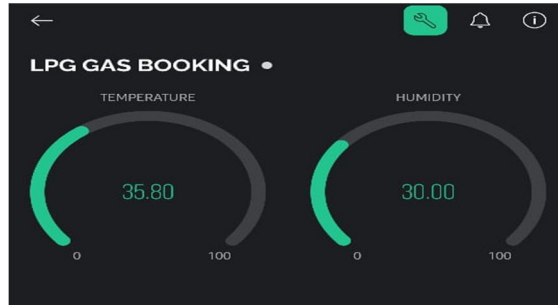 LPG GAS BOOKING
TEMPERATURE
HUMIDITY
35.80
30.00
0
100
0
100